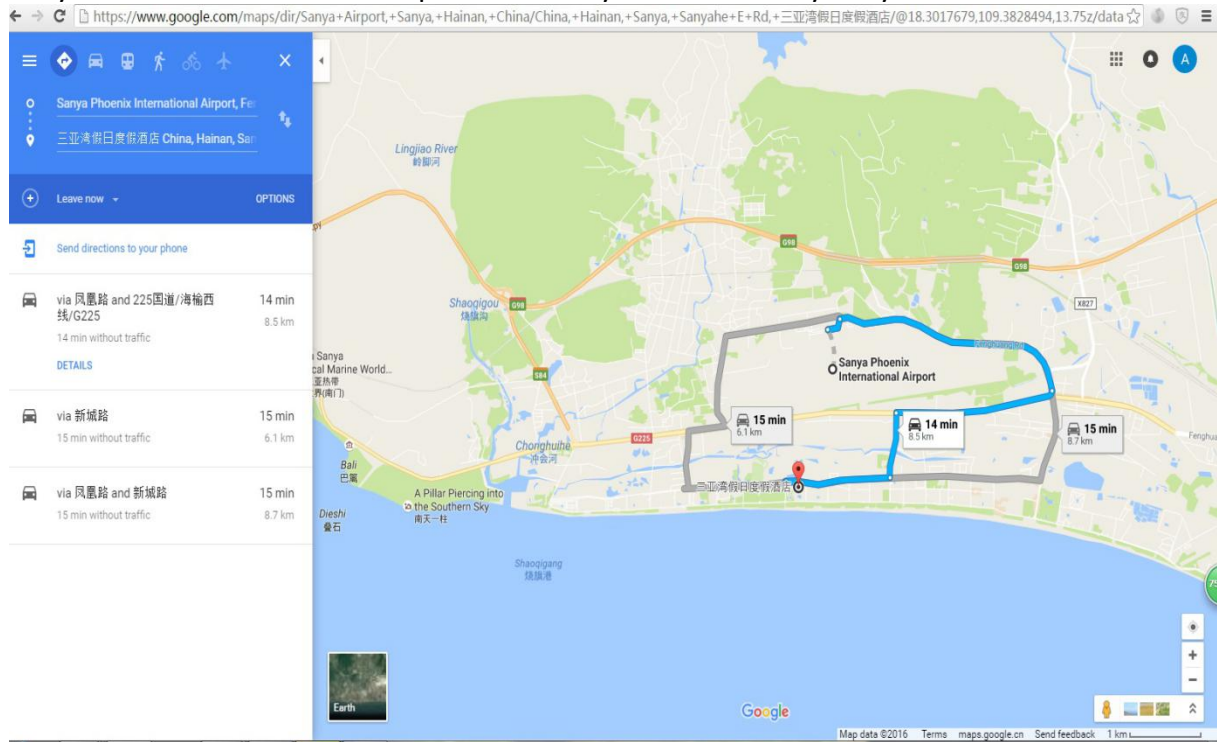 https://www.google.com/maps/dir/Sanya+Airport,+Sanya,+Hainan,+China/China,+Hainan,+Sanya,+Sanyahe+E+Rd,+三亚湾假日度假酒店/@18.3017679,109.3828494,13.75z/data
A
Sanya Phoenix International Airport, Fe
三亚湾假日度假酒店 China, Hainan, San
Leave now
OPTIONS
Send directions to your phone
via 凤凰路 and 225国道/海榆西
线/G225
14 min
8.5 km
14 min without traffic
DETAILS
via 新城路
15 min
15 min without traffic
6.1 km
via 凤凰路 and 新城路
15 min
15 min without traffic
8.7 km
Lingjiao River
岭脚河
G98
G98
X827
Shaoqigou
烧旗沟
G98
Sanya
cal Marine World...
亚热带
界(南门)
S84
Sanya Phoenix
International Airport
15 min
6.1 km
14 min
8.5 km
15 min
8.7 km
G225
Chonghuihe
冲会河
Fenghua
Bali
巴厘
三亚湾假日度假酒店
A Pillar Piercing into
the Southern Sky
南天一柱
Dieshi
叠石
Shaoqigang
烧旗港
75
Earth
Google
Map data ©2016 Terms maps.google.cn Send feedback 1 km